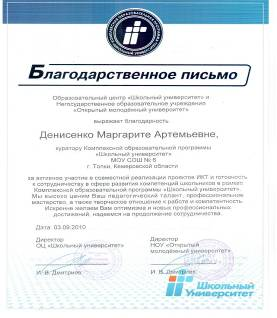 Благодарственное письмо
Образовательный центр «Школьный университет» и
Негосударственное образовательное учреждение
«Открытый молодёжный университет»
выражает благодарность
Денисенко Маргарите Артемьевне,
куратору Комплексной образовательной программы
«Школьный университет»
МОУ СОШ № 6
г. Топки, Кемеровской области
за активное участие в совместной реализации проектов ИКТ и готовность
к сотрудничеству в сфере развития компетенций школьников в рамках
Комплексной образовательной программы «Школьный университет».
Мы высоко ценим Ваш педагогический талант, профессиональное
мастерство, а также творческое отношение к работе и компетентность.
Искренне желаем Вам оптимизма и новых профессиональных
достижений, надеемся на продолжение сотрудничества.
Дата: 03.09.2010
Директор
ОЦ «Школьный университет»
И. В. Дмитриев
Директор
НОУ «Открытый
молодёжный университет»
И. В. Дмитриев
Школьный
Университет